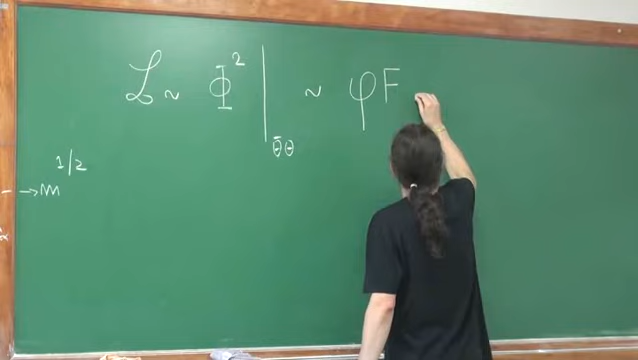 ℒ ~ Φ² | θ̄θ ~ φF
1/2
→ m